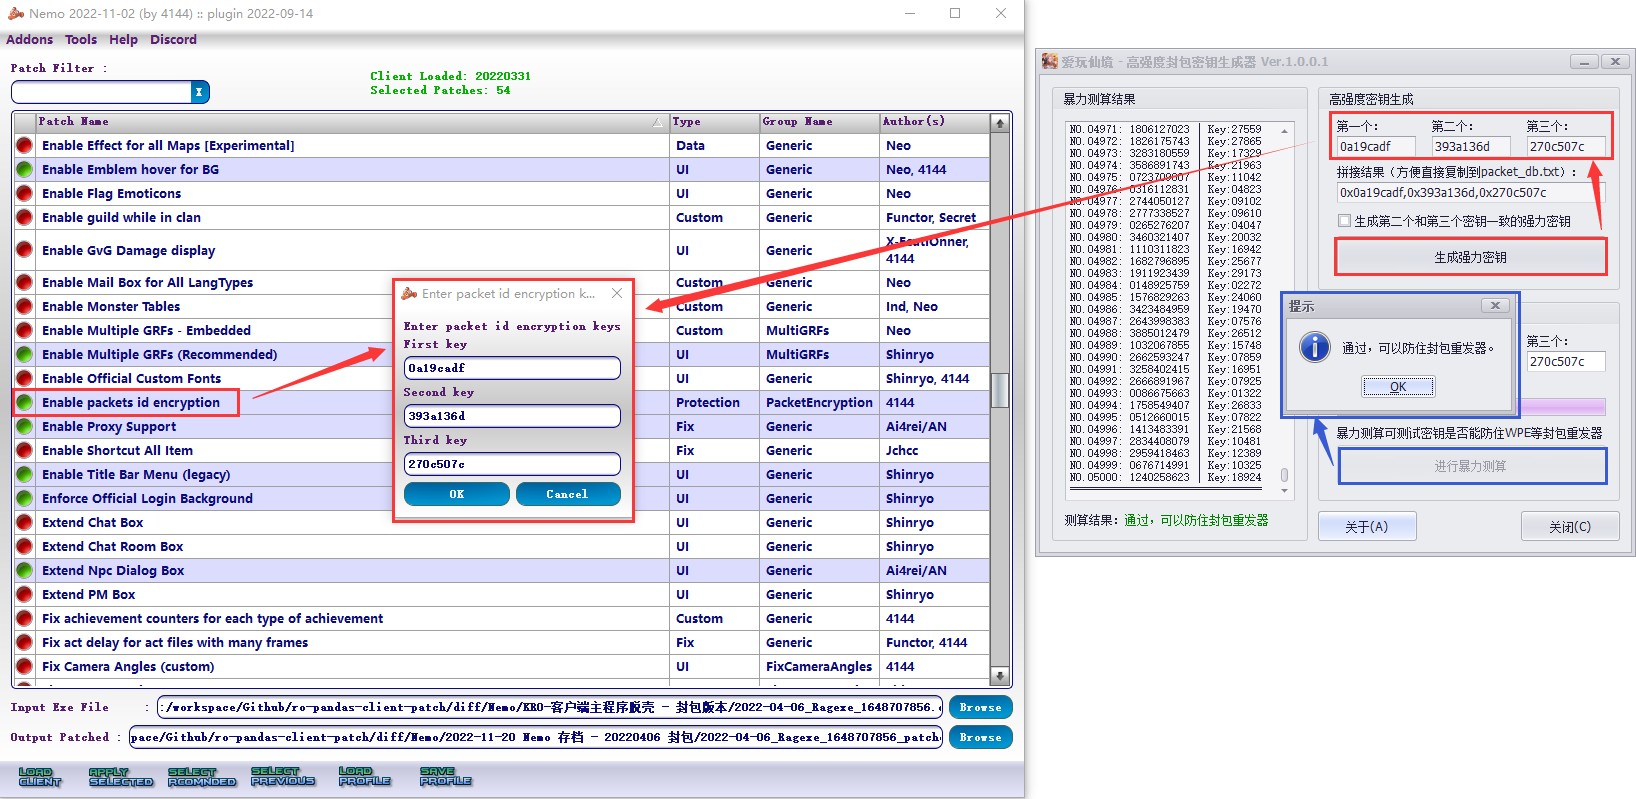 Nemo 2022-11-02 (by 4144) :: plugin 2022-09-14
Addons Tools Help Discord
Patch Filter :
X
Client Loaded: 20220331
Selected Patches: 54
Patch Name Type Group Name Author(s)
Enable Effect for all Maps [Experimental] Data Generic Neo
Enable Emblem hover for BG UI Generic Neo, 4144
Enable Flag Emoticons UI Generic Neo
Enable guild while in clan Custom Generic Functor, Secret
Enable GvG Damage display UI Generic
4144
Enable Mail Box for All LangTypes Custom Generic Neo
Enable Monster Tables Custom Generic Ind, Neo
Enable Multiple GRFs - Embedded Custom MultiGRFs Neo
Enable Multiple GRFs (Recommended) UI MultiGRFs Shinryo
Enable Official Custom Fonts UI Generic Shinryo, 4144
Enable packets id encryption Protection PacketEncryption 4144
Enable Proxy Support Fix Generic Ai4rei/AN
Enable Shortcut All Item Fix Generic Jchcc
Enable Title Bar Menu (legacy) UI Generic Shinryo
Enforce Official Login Background UI Generic Shinryo
Extend Chat Box UI Generic Shinryo
Extend Chat Room Box UI Generic Shinryo
Extend Npc Dialog Box UI Generic Ai4rei/AN
Extend PM Box UI Generic Shinryo
Fix achievement counters for each type of achievement Custom Generic 4144
Fix act delay for act files with many frames Fix Generic Functor, 4144
Fix Camera Angles (custom) UI FixCameraAngles 4144
Input Exe File : :/workspace/Github/ro-pandas-client-patch/diff/Nemo/KRO-客户端主程序脱壳 - 封包版本/2022-04-06_Ragexe_1648707856. Browse
Output Patched : pace/Github/ro-pandas-client-patch/diff/Nemo/2022-11-20 Nemo 存档 - 20220406 封包/2022-04-06_Ragexe_1648707856_patch Browse
LOAD CLIENT
APPLY SELECTED
SELECT RCOMNDED
SELECT PREVIOUS
LOAD PROFILE
SAVE PROFILE
Enter packet id encryption k...
Enter packet id encryption keys
First key
0a19cadf
Second key
393a136d
Third key
270c507c
OK Cancel
爱玩仙境 - 高强度封包密钥生成器 Ver.1.0.0.1
暴力测算结果
NO.04971: 1806127023 | Key:27559
NO.04972: 1826175743 | Key:27865
NO.04973: 3283180559 | Key:17329
NO.04974: 3586891743 | Key:21963
NO.04975: 0723709807 | Key:11042
NO.04976: 0316112831 | Key:04823
NO.04977: 2744050127 | Key:09102
NO.04978: 2777338527 | Key:09610
NO.04979: 0265276207 | Key:04047
NO.04980: 3460321407 | Key:20032
NO.04981: 1110311823 | Key:16942
NO.04982: 1682796895 | Key:25677
NO.04983: 1911923439 | Key:29173
NO.04984: 0148925759 | Key:02272
NO.04985: 1576829263 | Key:24060
NO.04986: 3423484959 | Key:19470
NO.04987: 2643998383 | Key:07576
NO.04988: 3885012479 | Key:26512
NO.04989: 1032067855 | Key:15748
NO.04990: 2662593247 | Key:07859
NO.04991: 3258402415 | Key:16951
NO.04992: 2666891967 | Key:07925
NO.04993: 0086675663 | Key:01322
NO.04994: 1758549407 | Key:26833
NO.04995: 0512660015 | Key:07822
NO.04996: 1413483391 | Key:21568
NO.04997: 2834408079 | Key:10481
NO.04998: 2959418463 | Key:12389
NO.04999: 0676714991 | Key:10325
NO.05000: 1240258623 | Key:18924
测算结果: 通过，可以防住封包重发器
高强度密钥生成
第一个: 第二个: 第三个:
0a19cadf 393a136d 270c507c
拼接结果（方便直接复制到packet_db.txt）:
0x0a19cadf,0x393a136d,0x270c507c
生成第二个和第三个密钥一致的强力密钥
生成强力密钥
提示
通过，可以防住封包重发器。
OK
第三个:
270c507c
暴力测算可测试密钥是否能防住WPE等封包重发器
进行暴力测算
关于(A) 关闭(C)